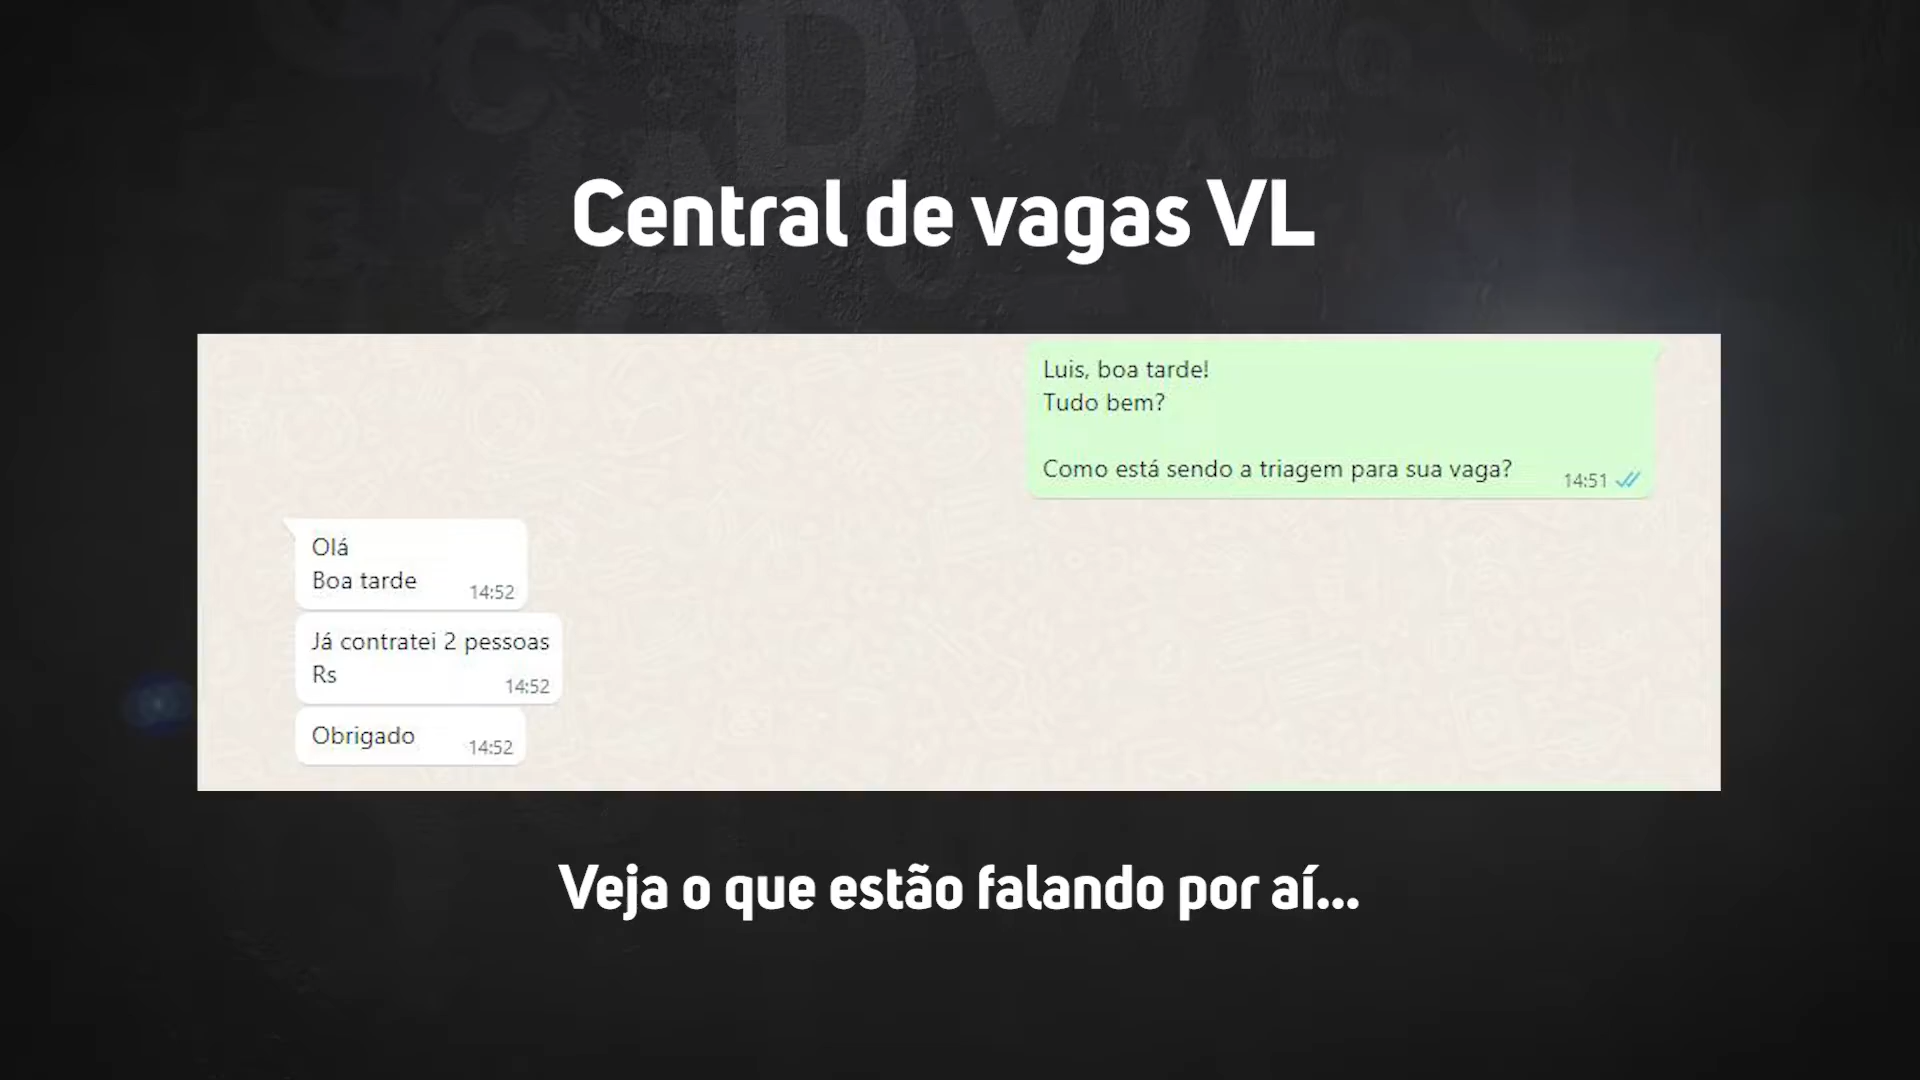 Central de vagas VL
Luis, boa tarde!
Tudo bem?
Como está sendo a triagem para sua vaga?
14:51
Olá
Boa tarde
14:52
Já contratei 2 pessoas
Rs
14:52
Obrigado
14:52
Veja o que estão falando por aí...